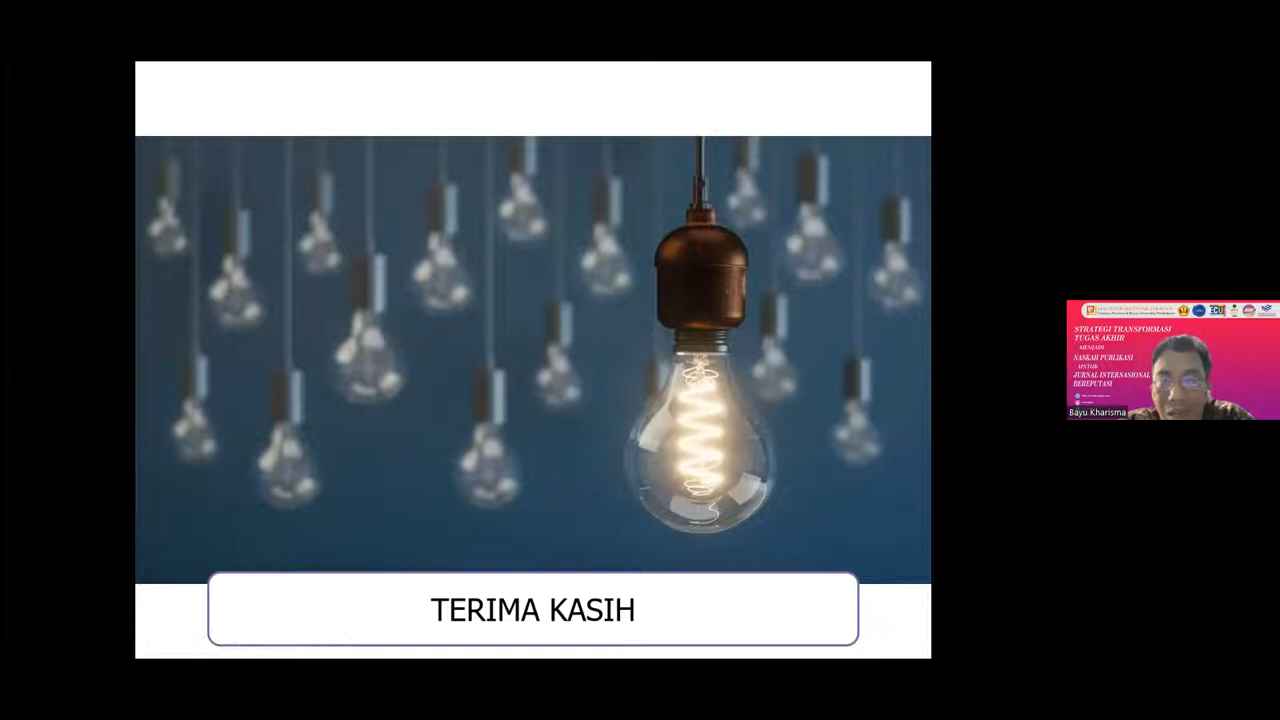 TERIMA KASIH
STRATEGI TRANSFORMASI
TUGAS AKHIR
MENJADI
NASKAH PUBLIKASI
UNTUK
JURNAL INTERNASIONAL
BEREPUTASI
Bayu Kharisma